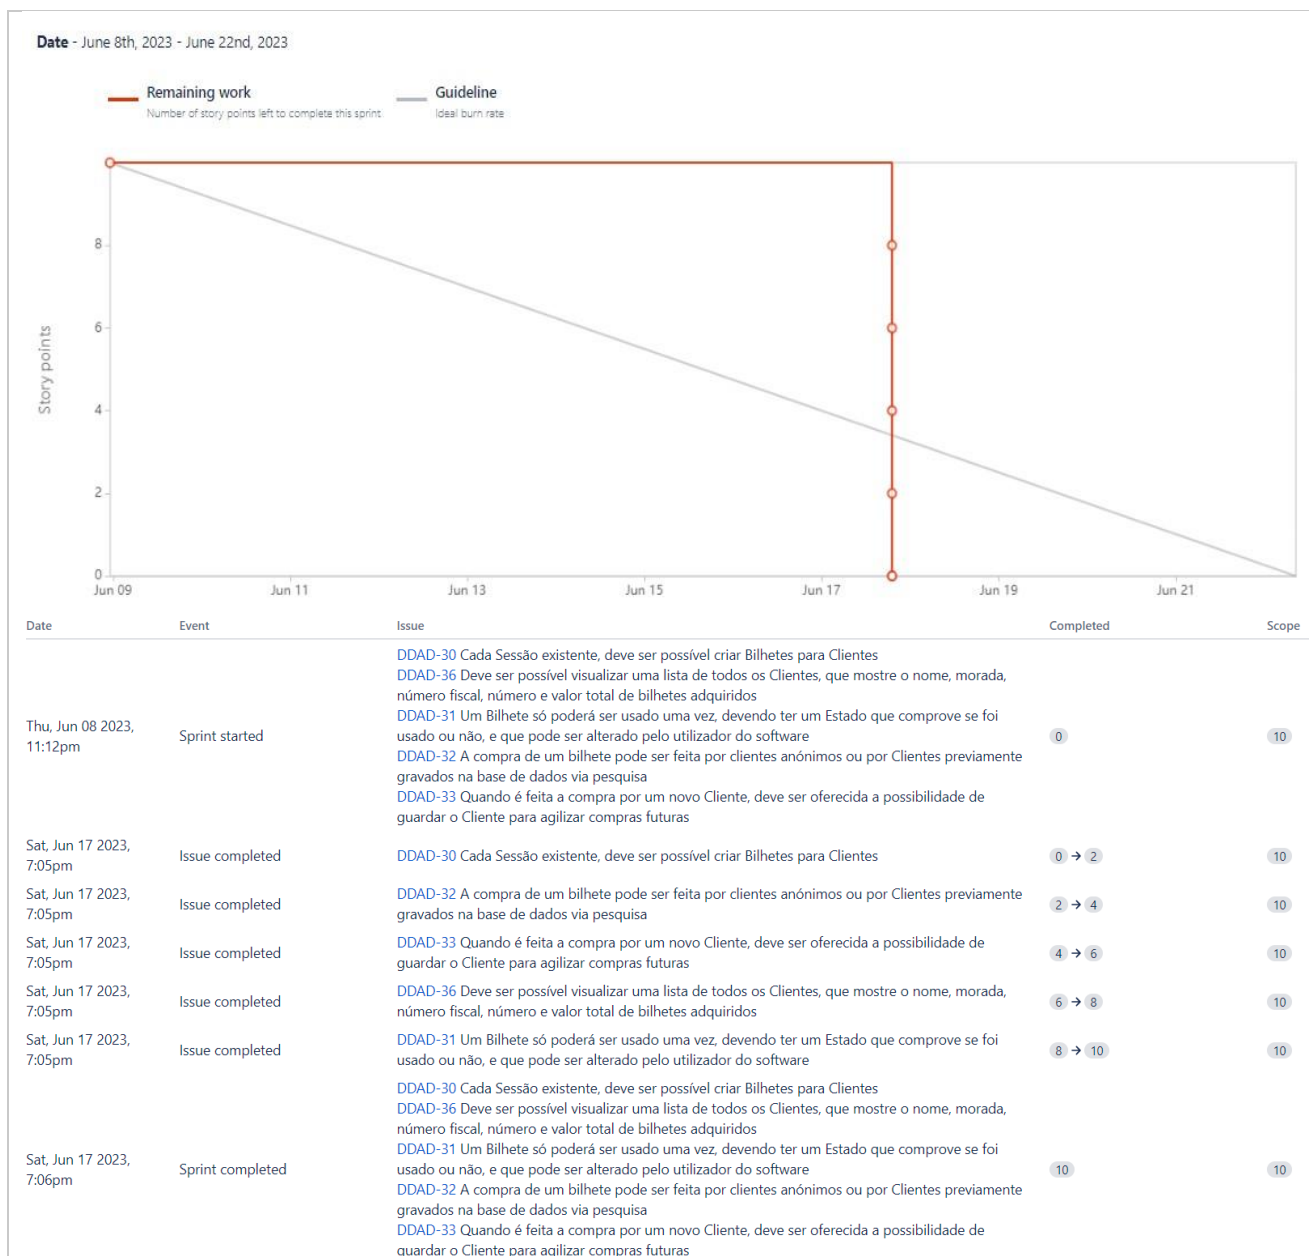 Date - June 8th, 2023 - June 22nd, 2023
Remaining work
Number of story points left to complete this sprint
Guideline
Ideal burn rate
Story points
8
6
4
2
0
Jun 09
Jun 11
Jun 13
Jun 15
Jun 17
Jun 19
Jun 21
Date Event Issue Completed Scope
Thu, Jun 08 2023,
11:12pm
Sprint started
DDAD-30 Cada Sessão existente, deve ser possível criar Bilhetes para Clientes
DDAD-36 Deve ser possível visualizar uma lista de todos os Clientes, que mostre o nome, morada,
número fiscal, número e valor total de bilhetes adquiridos
DDAD-31 Um Bilhete só poderá ser usado uma vez, devendo ter um Estado que comprove se foi
usado ou não, e que pode ser alterado pelo utilizador do software
DDAD-32 A compra de um bilhete pode ser feita por clientes anónimos ou por Clientes previamente
gravados na base de dados via pesquisa
DDAD-33 Quando é feita a compra por um novo Cliente, deve ser oferecida a possibilidade de
guardar o Cliente para agilizar compras futuras
0
10
Sat, Jun 17 2023,
7:05pm
Issue completed
DDAD-30 Cada Sessão existente, deve ser possível criar Bilhetes para Clientes
0 → 2
10
Sat, Jun 17 2023,
7:05pm
Issue completed
DDAD-32 A compra de um bilhete pode ser feita por clientes anónimos ou por Clientes previamente
gravados na base de dados via pesquisa
2 → 4
10
Sat, Jun 17 2023,
7:05pm
Issue completed
DDAD-33 Quando é feita a compra por um novo Cliente, deve ser oferecida a possibilidade de
guardar o Cliente para agilizar compras futuras
4 → 6
10
Sat, Jun 17 2023,
7:05pm
Issue completed
DDAD-36 Deve ser possível visualizar uma lista de todos os Clientes, que mostre o nome, morada,
número fiscal, número e valor total de bilhetes adquiridos
6 → 8
10
Sat, Jun 17 2023,
7:05pm
Issue completed
DDAD-31 Um Bilhete só poderá ser usado uma vez, devendo ter um Estado que comprove se foi
usado ou não, e que pode ser alterado pelo utilizador do software
8 → 10
10
Sat, Jun 17 2023,
7:06pm
Sprint completed
DDAD-30 Cada Sessão existente, deve ser possível criar Bilhetes para Clientes
DDAD-36 Deve ser possível visualizar uma lista de todos os Clientes, que mostre o nome, morada,
número fiscal, número e valor total de bilhetes adquiridos
DDAD-31 Um Bilhete só poderá ser usado uma vez, devendo ter um Estado que comprove se foi
usado ou não, e que pode ser alterado pelo utilizador do software
DDAD-32 A compra de um bilhete pode ser feita por clientes anónimos ou por Clientes previamente
gravados na base de dados via pesquisa
DDAD-33 Quando é feita a compra por um novo Cliente, deve ser oferecida a possibilidade de
guardar o Cliente para agilizar compras futuras
10
10